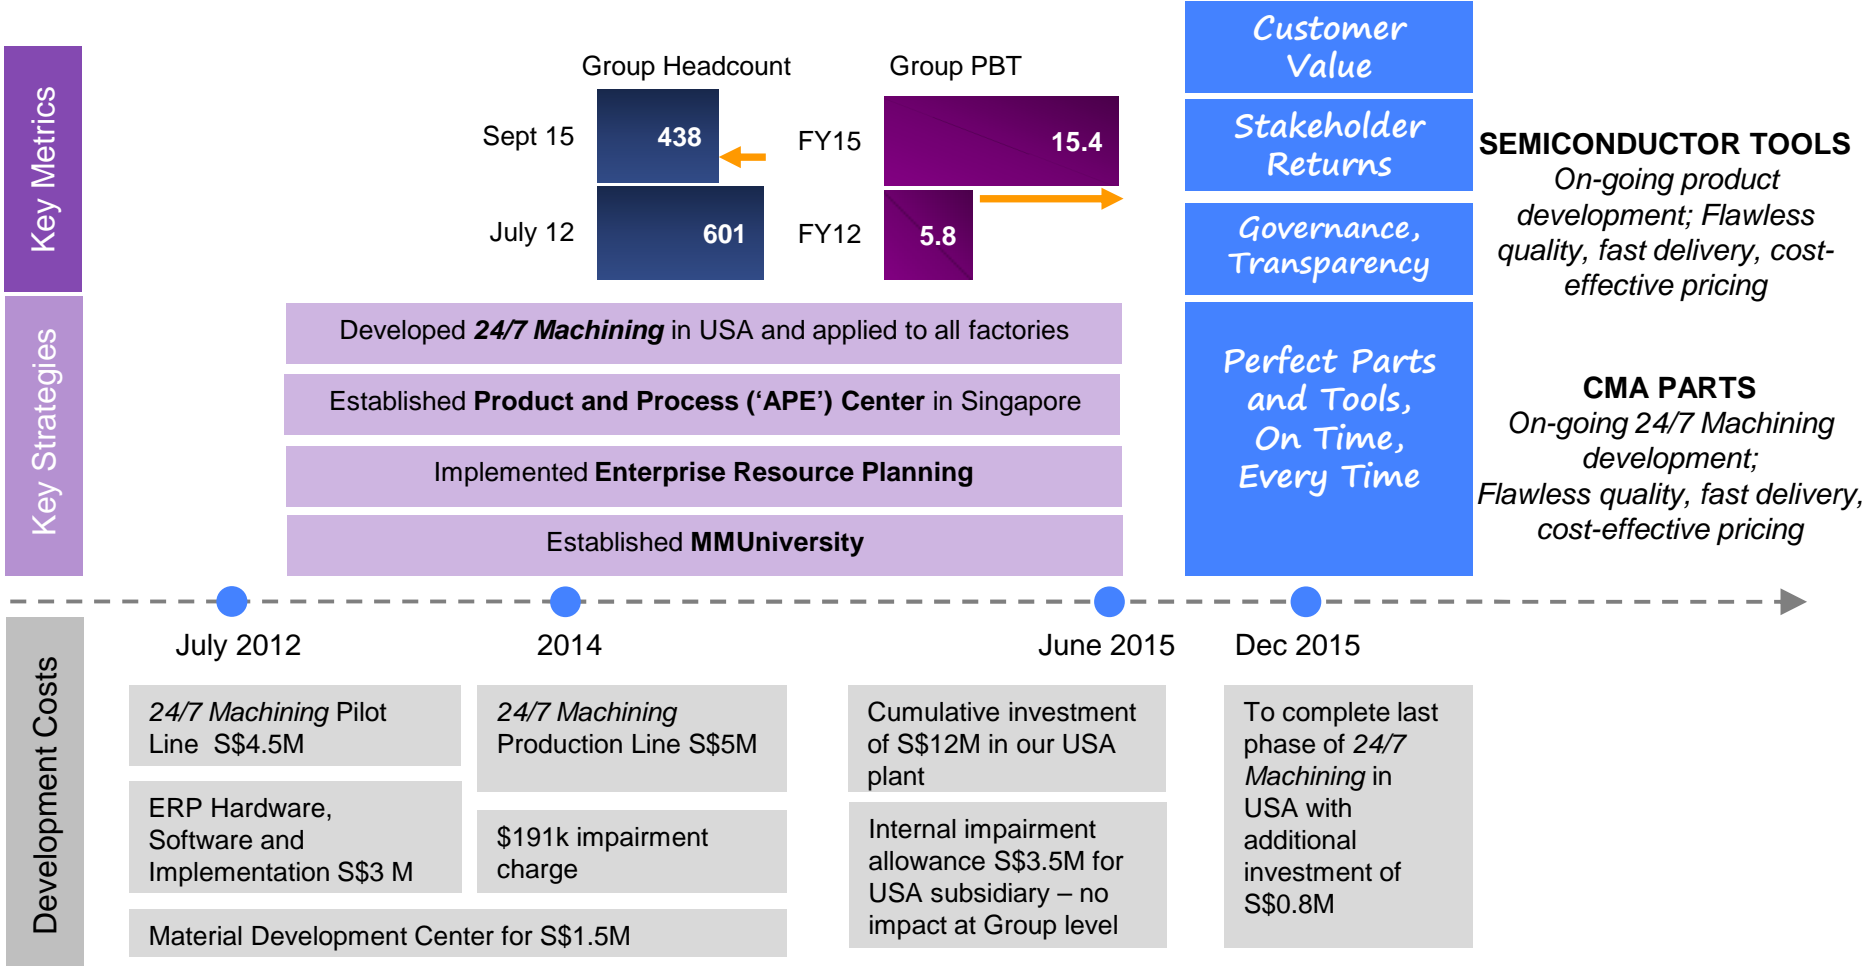 Key Metrics
Group Headcount
Sept 15
438
July 12
601
Group PBT
FY15
15.4
FY12
5.8
Customer
Value
Stakeholder
Returns
Governance,
Transparency
SEMICONDUCTOR TOOLS
On-going product
development; Flawless
quality, fast delivery, cost-
effective pricing
Key Strategies
Developed 24/7 Machining in USA and applied to all factories
Established Product and Process (‘APE’) Center in Singapore
Implemented Enterprise Resource Planning
Established MMUniversity
Perfect Parts
and Tools,
On Time,
Every Time
CMA PARTS
On-going 24/7 Machining
development;
Flawless quality, fast delivery,
cost-effective pricing
July 2012
2014
June 2015
Dec 2015
Development Costs
24/7 Machining Pilot
Line S$4.5M
ERP Hardware,
Software and
Implementation S$3 M
24/7 Machining
Production Line S$5M
$191k impairment
charge
Material Development Center for S$1.5M
Cumulative investment
of S$12M in our USA
plant
Internal impairment
allowance S$3.5M for
USA subsidiary – no
impact at Group level
To complete last
phase of 24/7
Machining in
USA with
additional
investment of
S$0.8M